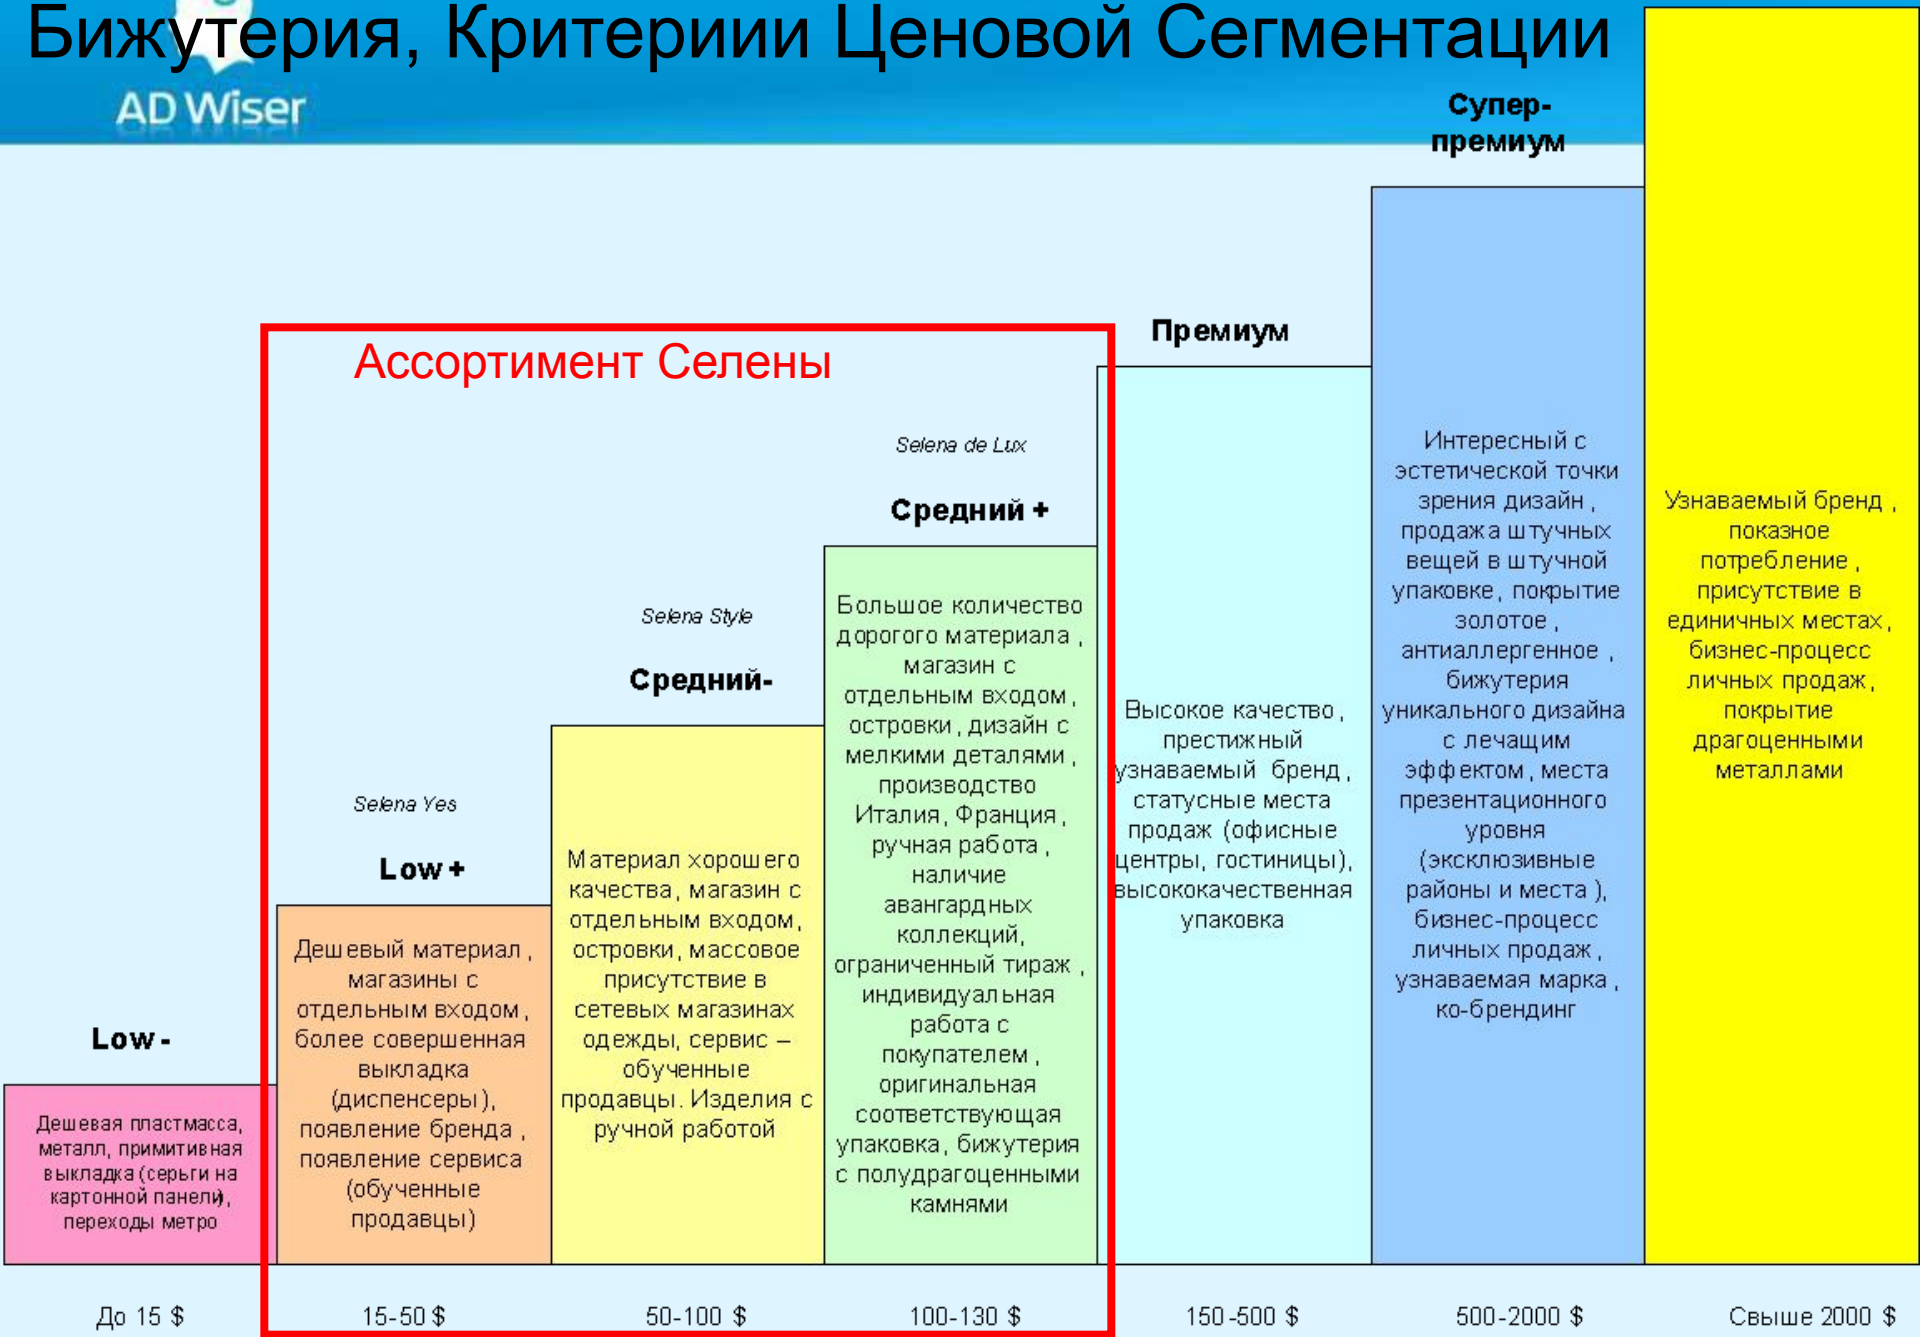 Бижутерия, Критериии Ценовой Сегментации
AD Wiser
Супер-
премиум
Премиум
Ассортимент Селены
Selena de Lux
Средний +
Selena Style
Средний-
Selena Yes
Low +
Low -
Дешевая пластмасса,
металл, примитивная
выкладка (серьги на
картонной панели),
переходы метро
Дешевый материал ,
магазины с
отдельным входом ,
более совершенная
выкладка
(диспенсеры),
появление бренда ,
появление сервиса
(обученные
продавцы)
Материал хорошего
качества, магазин с
отдельным входом,
островки, массовое
присутствие в
сетевых магазинах
одежды, сервис –
обученные
продавцы. Изделия с
ручной работой
Большое количество
дорогого материала ,
магазин с
отдельным входом ,
островки , дизайн с
мелкими деталями ,
производство
Италия, Франция ,
ручная работа ,
наличие
авангардных
коллекций,
ограниченный тираж ,
индивидуальная
работа с
покупателем ,
оригинальная
соответствующая
упаковка, бижутерия
с полудрагоценными
камнями
Высокое качество ,
престижный
узнаваемый бренд ,
статусные места
продаж (офисные
центры, гостиницы),
высококачественная
упаковка
Интересный с
эстетической точки
зрения дизайн ,
продажа штучных
вещей в штучной
упаковке, покрытие
золотое ,
антиаллергенное ,
бижутерия
уникального дизайна
с лечащим
эффектом , места
презентационного
уровня
(эксклюзивные
районы и места ),
бизнес-процесс
личных продаж ,
узнаваемая марка ,
ко-брендинг
Узнаваемый бренд ,
показное
потребление ,
присутствие в
единичных местах,
бизнес-процесс
личных продаж,
покрытие
драгоценными
металлами
До 15 $
15-50 $
50-100 $
100-130 $
150-500 $
500-2000 $
Свыше 2000 $